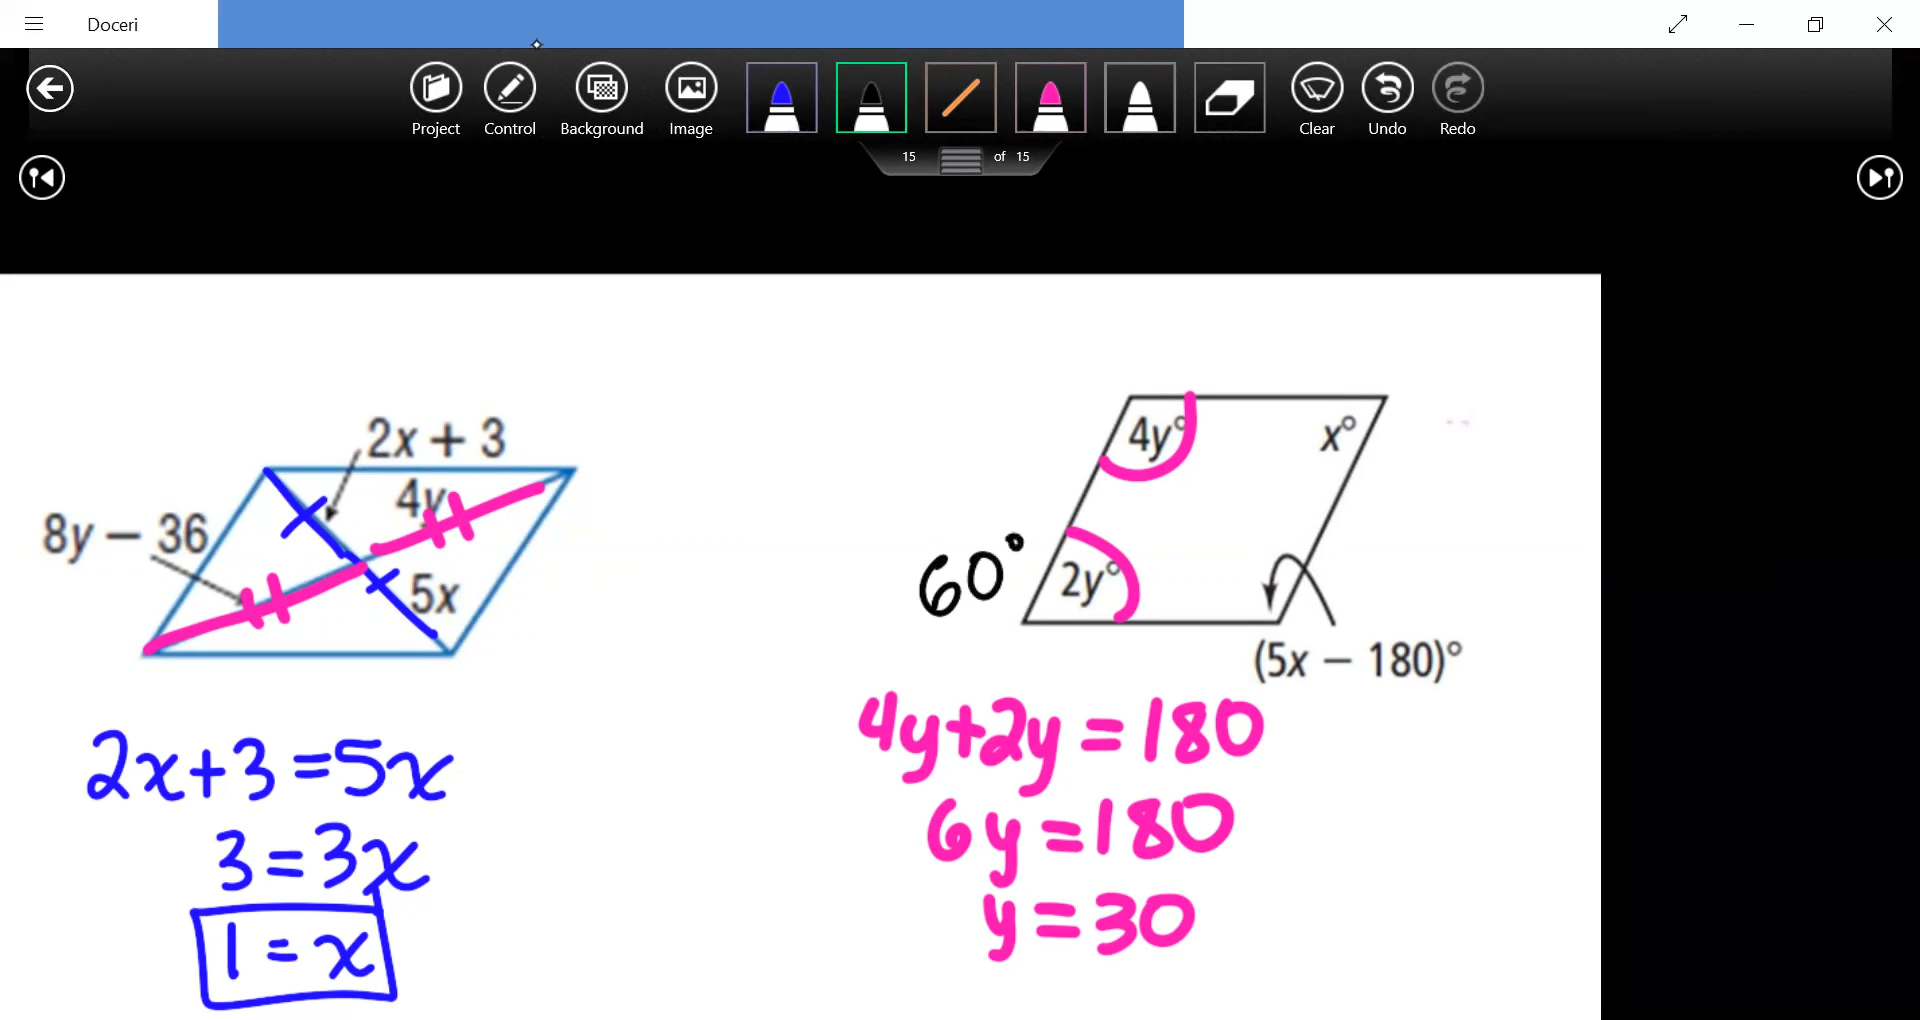 Doceri
Project Control Background Image Clear Undo Redo
15 of 15
2x + 3
4y
8y − 36
5x
2x+3=5x
3=3x
1=x
4y° x°
60° 2y°
(5x − 180)°
4y+2y=180
6y=180
y=30